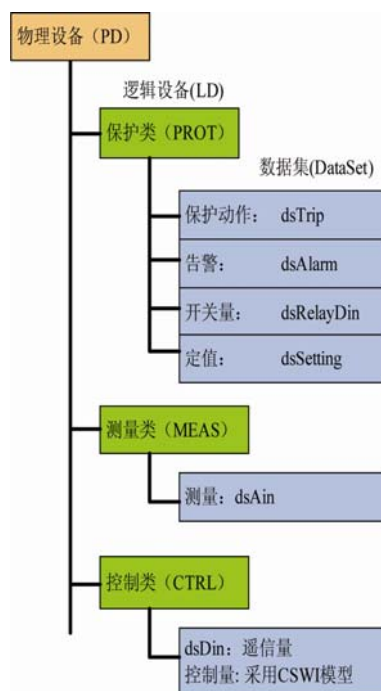 物理设备（PD）
逻辑设备(LD)
保护类（PROT）
数据集(DataSet)
保护动作： dsTrip
告警： dsAlarm
开关量： dsRelayDin
定值： dsSetting
测量类（MEAS）
测量：dsAin
控制类（CTRL）
dsDin：遥信量
控制量: 采用CSWI模型